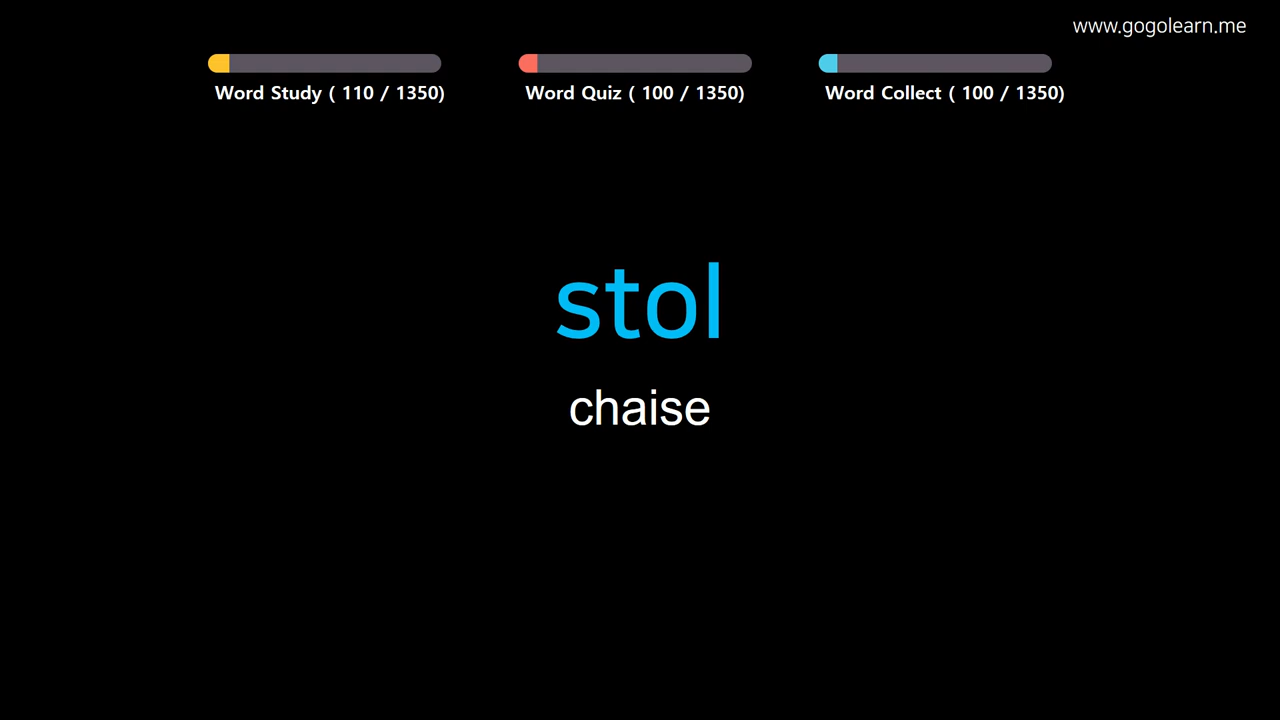 www.gogolearn.me
Word Study ( 110 / 1350)
Word Quiz ( 100 / 1350)
Word Collect ( 100 / 1350)
stol
chaise